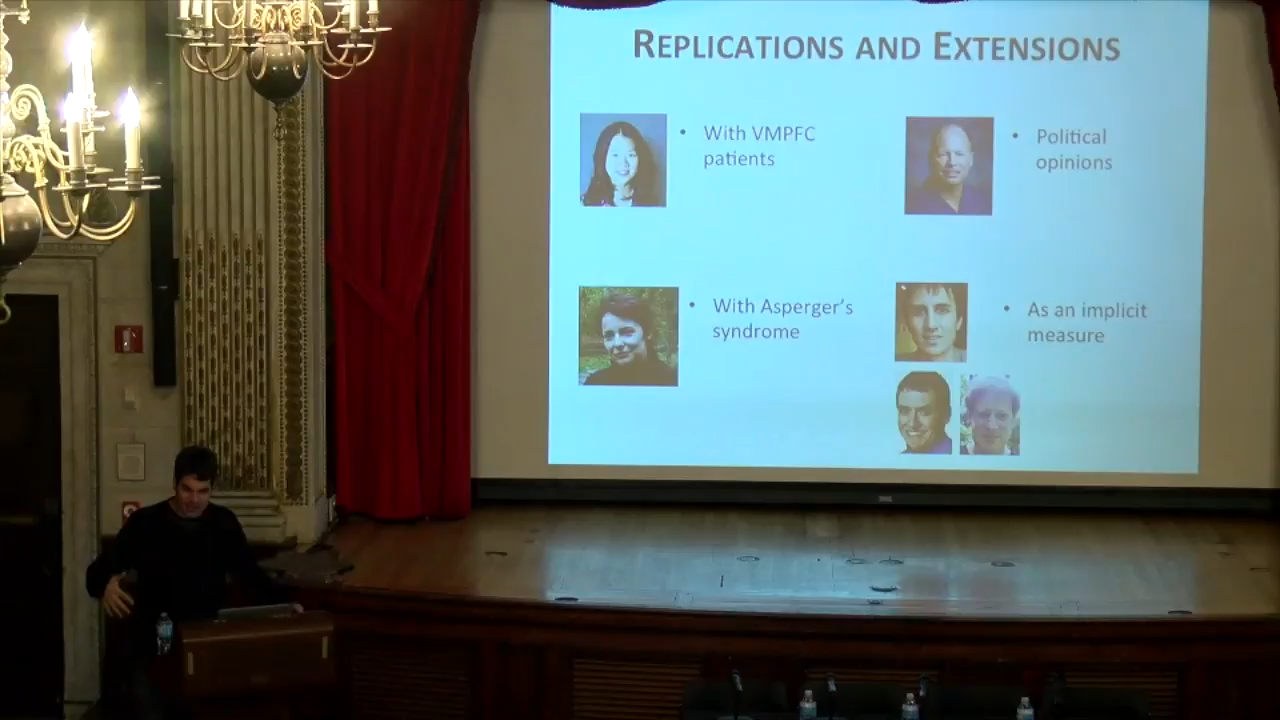 REPLICATIONS AND EXTENSIONS
• With VMPFC
patients
• Political
opinions
• With Asperger's
syndrome
• As an implicit
measure